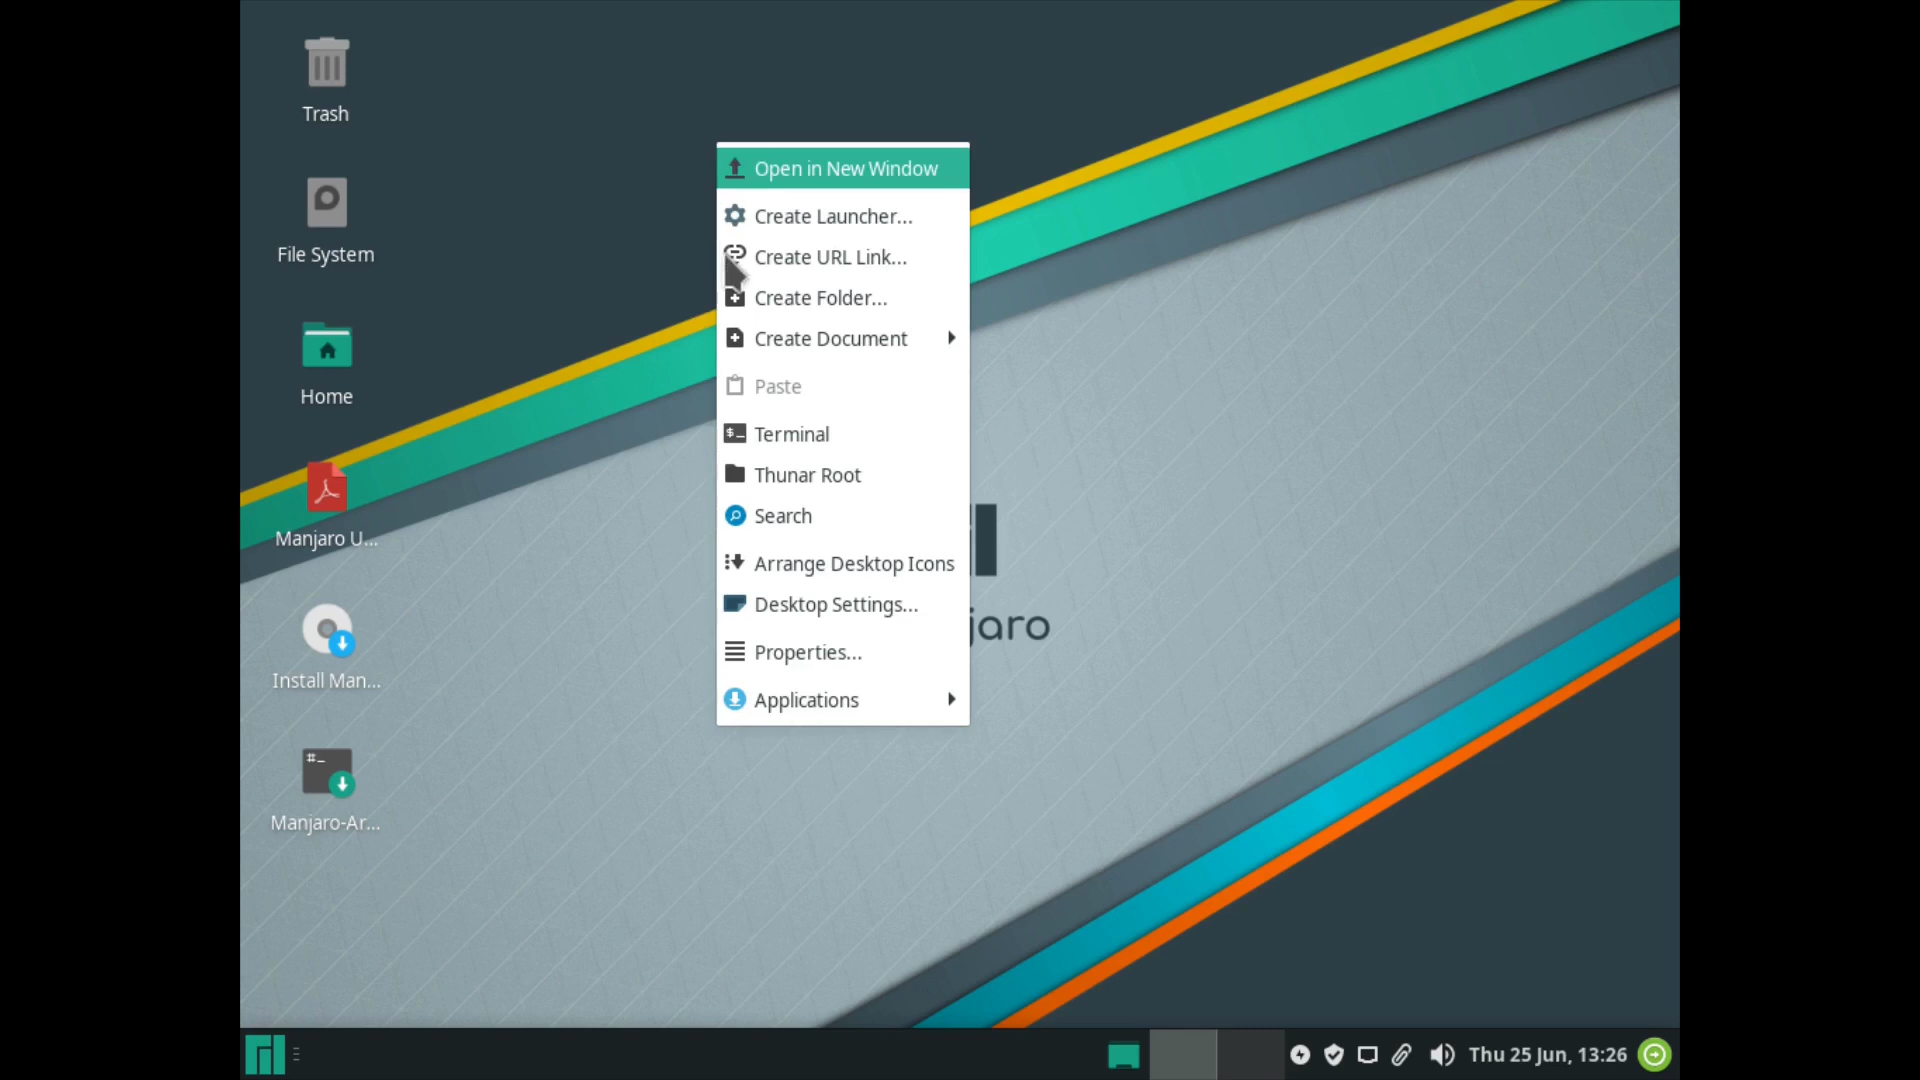 Trash
File System
Home
Manjaro U...
Install Man...
Manjaro-Ar...
Open in New Window
Create Launcher...
Create URL Link...
Create Folder...
Create Document
Paste
Terminal
Thunar Root
Search
Arrange Desktop Icons
Desktop Settings...
Properties...
Applications
jaro
Thu 25 Jun, 13:26